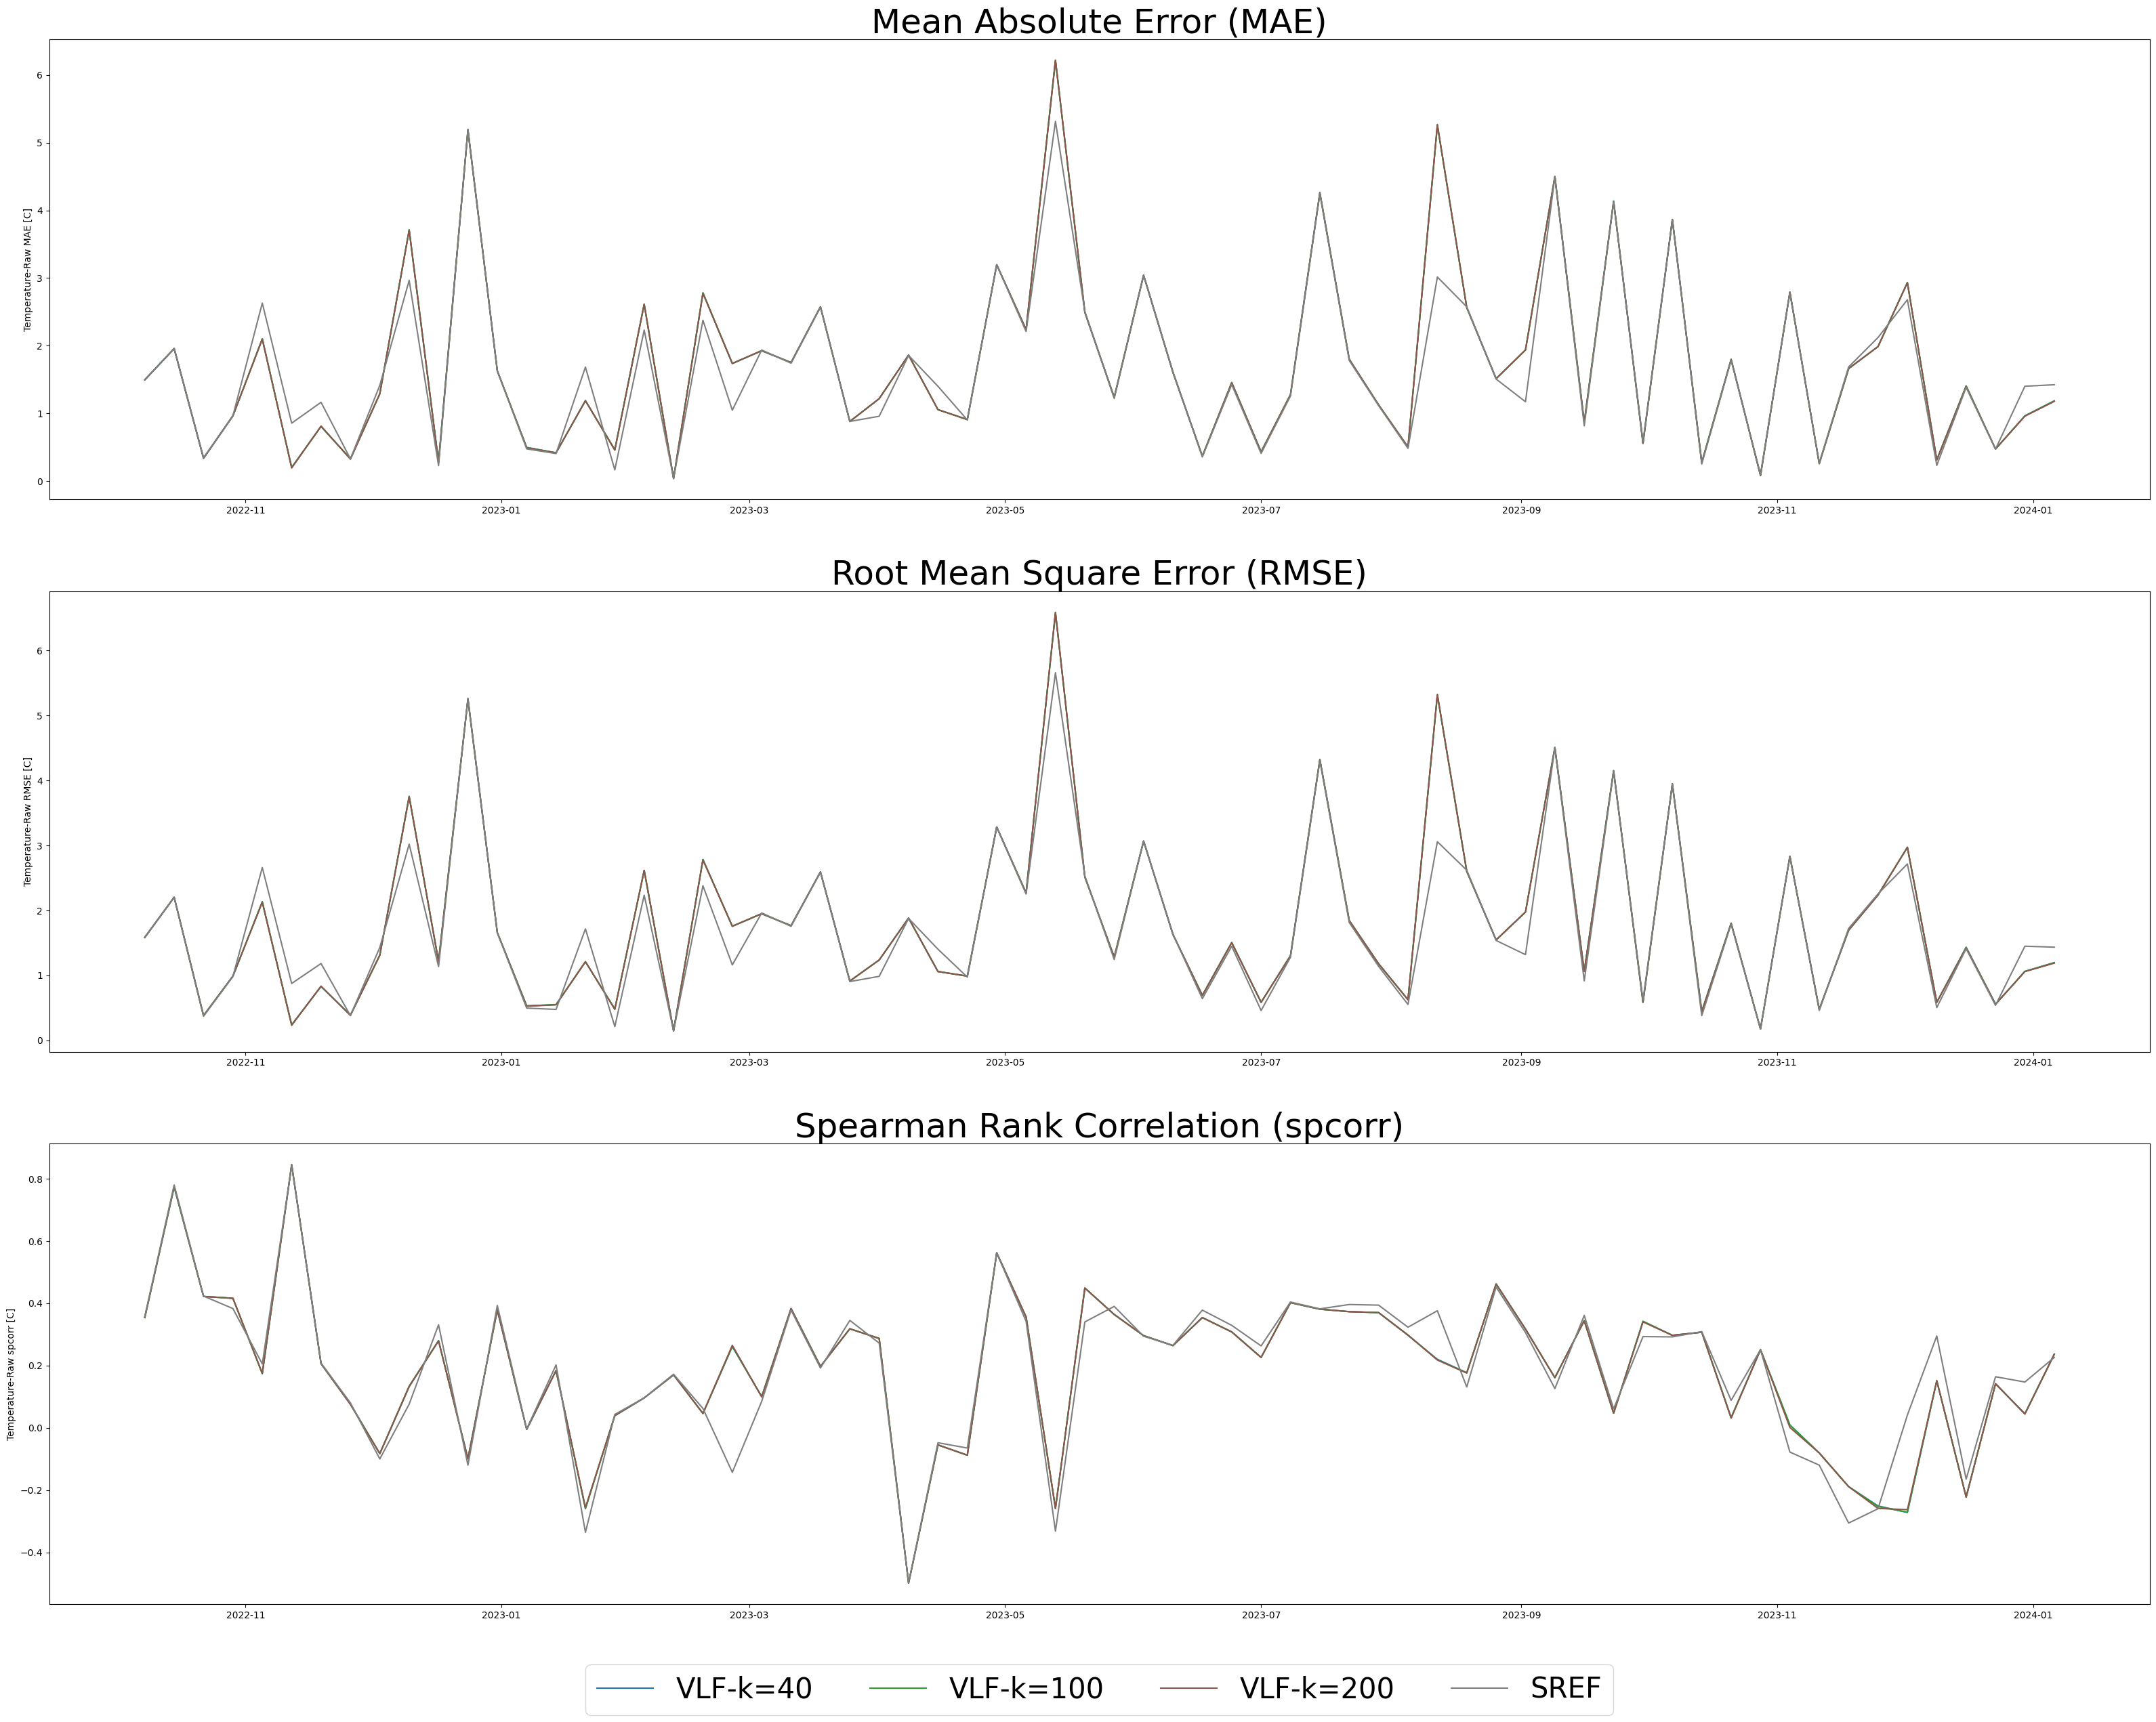 Mean Absolute Error (MAE)
Temperature-Raw MAE [C]
6
5
4
3
2
1
0
2022-11 2023-01 2023-03 2023-05 2023-07 2023-09 2023-11 2024-01
Root Mean Square Error (RMSE)
Temperature-Raw RMSE [C]
6
5
4
3
2
1
0
2022-11 2023-01 2023-03 2023-05 2023-07 2023-09 2023-11 2024-01
Spearman Rank Correlation (spcorr)
Temperature-Raw spcorr [C]
0.8
0.6
0.4
0.2
0.0
−0.2
−0.4
2022-11 2023-01 2023-03 2023-05 2023-07 2023-09 2023-11 2024-01
VLF-k=40 VLF-k=100 VLF-k=200 SREF